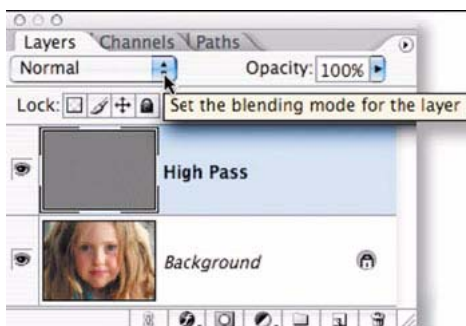 Layers Channels Paths
Normal Opacity: 100%
Lock:
Set the blending mode for the layer
High Pass
Background